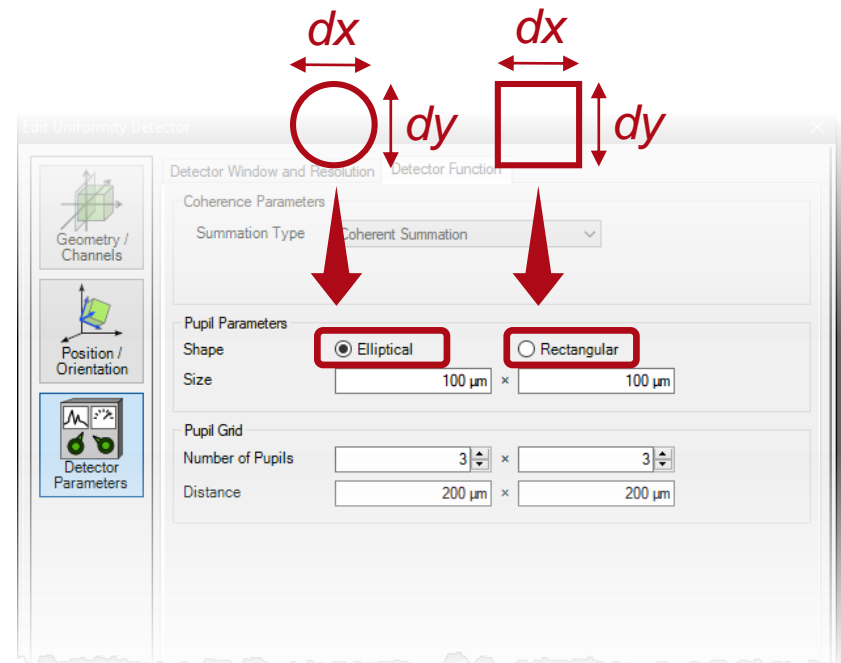 dx dx
dy dy
Edit Uniformity Detector
Detector Window and Resolution Detector Function
Geometry / Channels
Coherence Parameters
Summation Type Coherent Summation
Position / Orientation
Pupil Parameters
Shape Elliptical Rectangular
Size 100 µm × 100 µm
Detector Parameters
Pupil Grid
Number of Pupils 3 × 3
Distance 200 µm × 200 µm